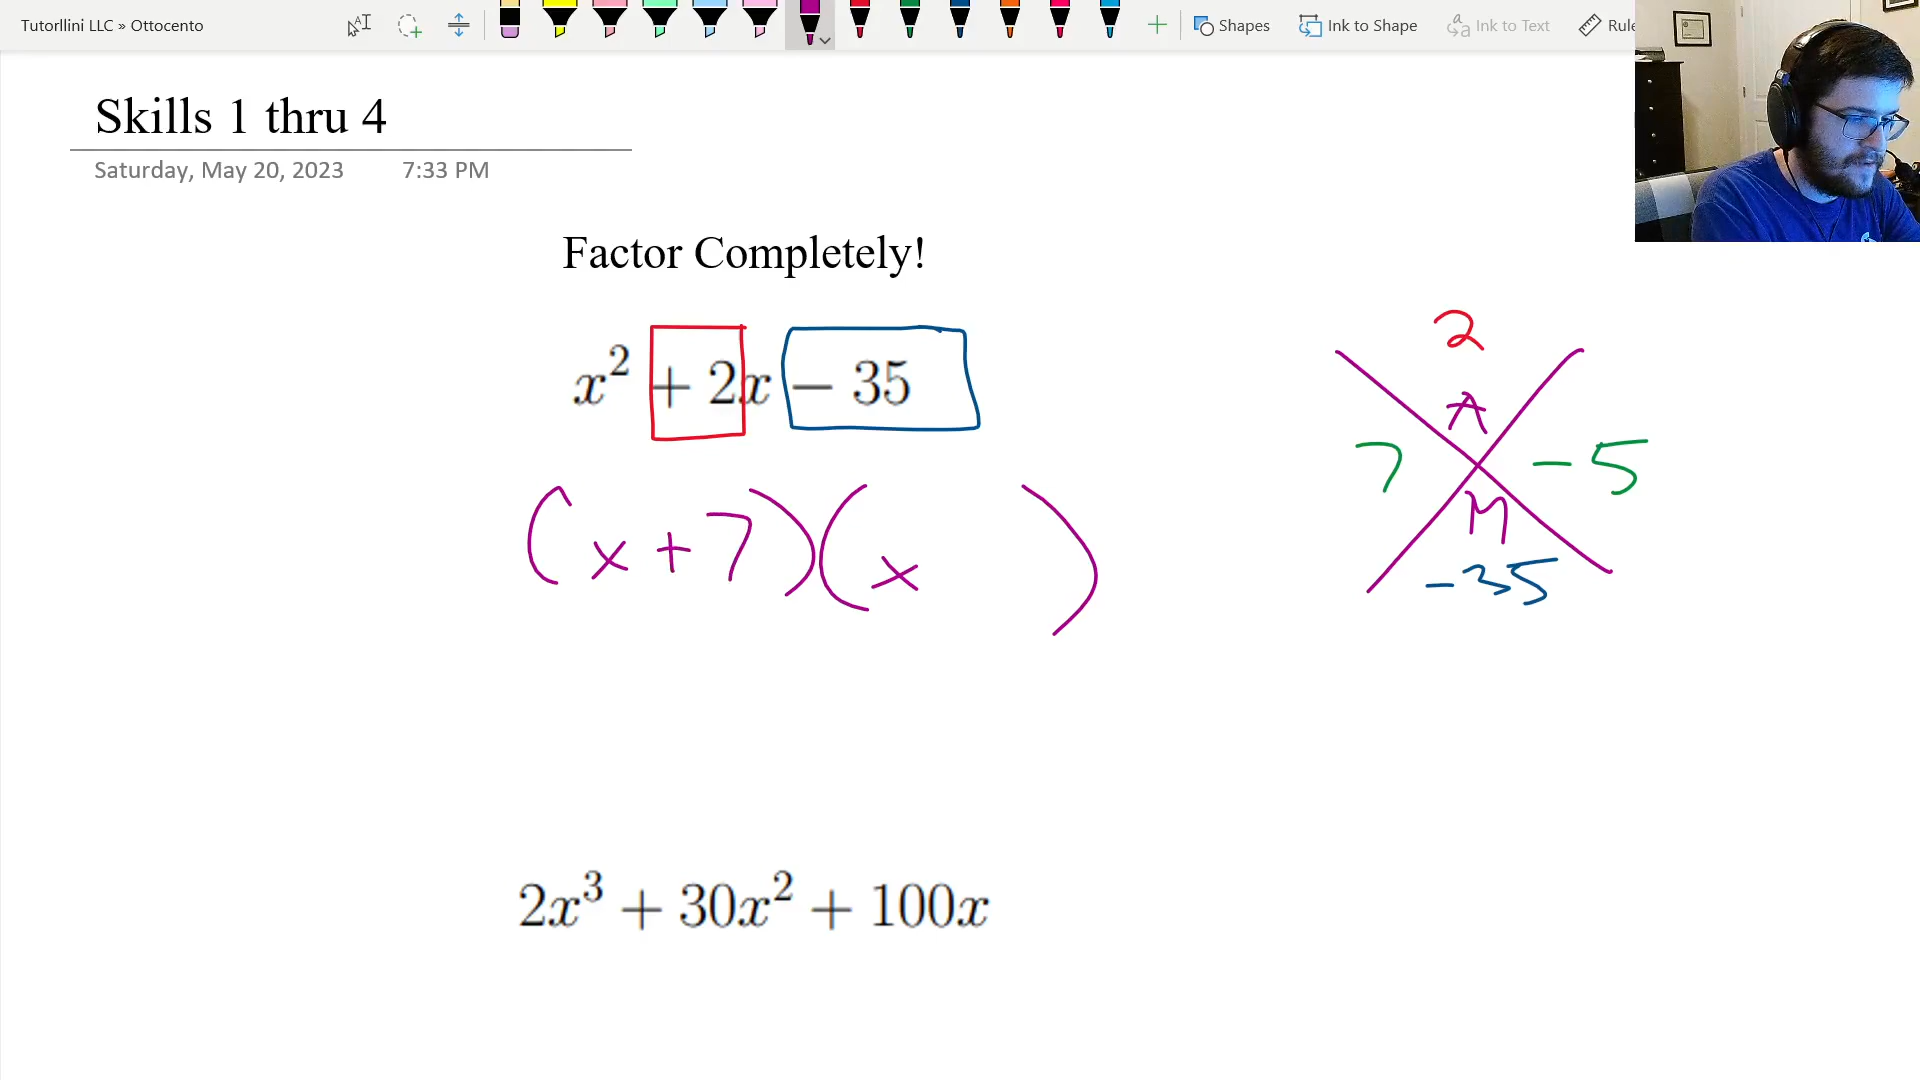 Tutorllini LLC » Ottocento
Shapes
Ink to Shape
Ink to Text
Skills 1 thru 4
Saturday, May 20, 2023 7:33 PM
Factor Completely!
x² + 2x − 35
(x + 7)(x )
2
A
7 -5
M
-35
2x³ + 30x² + 100x